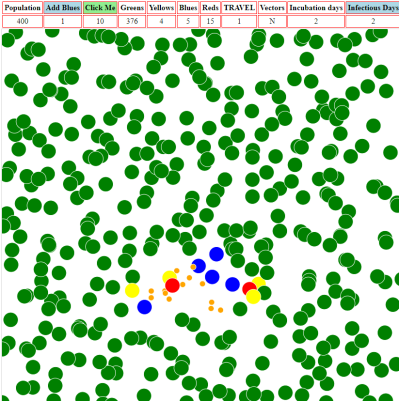 Population Add Blues Click Me Greens Yellows Blues Reds TRAVEL Vectors Incubation days Infectious Days
400 1 10 376 4 5 15 1 N 2 2